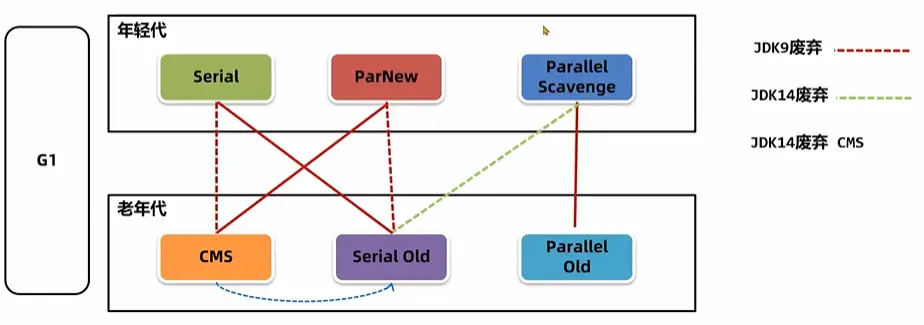 年轻代
Serial
ParNew
Parallel
Scavenge
JDK9废弃
JDK14废弃
JDK14废弃 CMS
G1
老年代
CMS
Serial Old
Parallel
Old